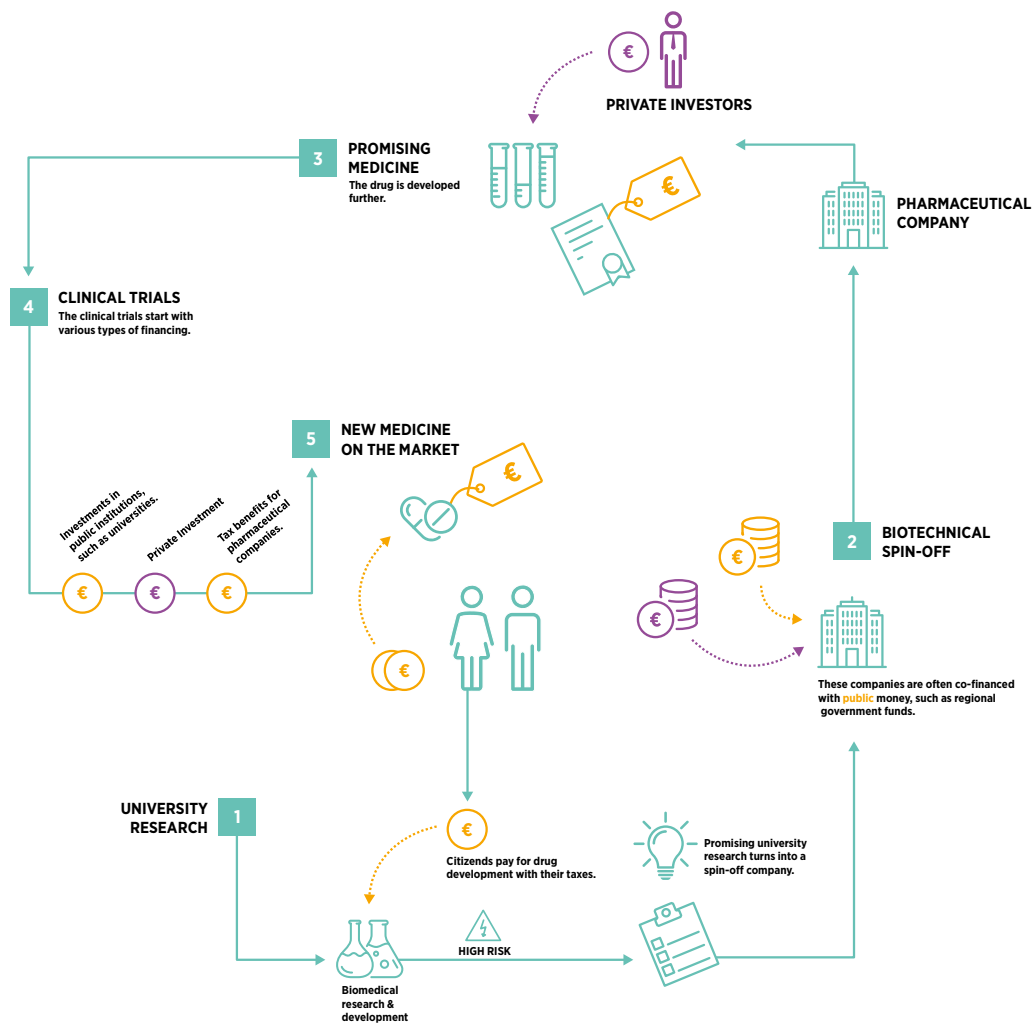 €
PRIVATE INVESTORS
3
PROMISING
MEDICINE
The drug is developed
further.
€
PHARMACEUTICAL
COMPANY
4
CLINICAL TRIALS
The clinical trials start with
various types of financing.
5
NEW MEDICINE
ON THE MARKET
€
Investments in
public institutions,
such as universities.
Private Investment
Tax benefits for
pharmaceutical
companies.
€
€
€
€
2
BIOTECHNICAL
SPIN-OFF
€
€
These companies are often co-financed
with public money, such as regional
government funds.
UNIVERSITY
RESEARCH
1
€
Citizends pay for drug
development with their taxes.
Promising university
research turns into a
spin-off company.
HIGH RISK
Biomedical
research &
development